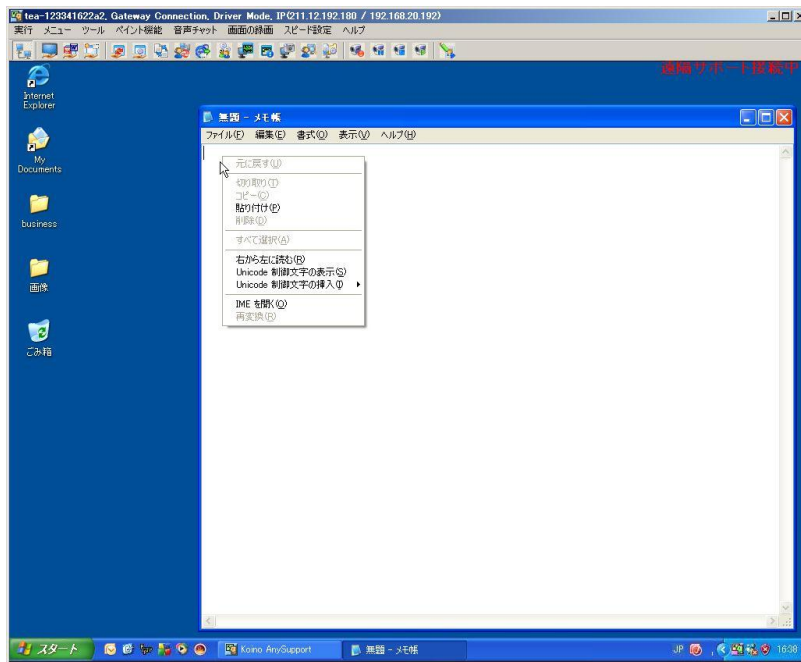 tea-123341622a2, Gateway Connection, Driver Mode, IP(211.12.192.180 / 192.168.20.192)
実行 メニュー ツール ペイント機能 音声チャット 画面の録画 スピード設定 ヘルプ
遠隔サポート接続中
Internet
Explorer
My
Documents
business
画像
ごみ箱
無題 - メモ帳
ファイル(F) 編集(E) 書式(O) 表示(V) ヘルプ(H)
元に戻す(U)
切り取り(T)
コピー(C)
貼り付け(P)
削除(D)
すべて選択(A)
右から左に読む(R)
Unicode 制御文字の表示(S)
Unicode 制御文字の挿入(I)
IME を開く(O)
再変換(R)
スタート Koino AnySupport 無題 - メモ帳 JP 16:38